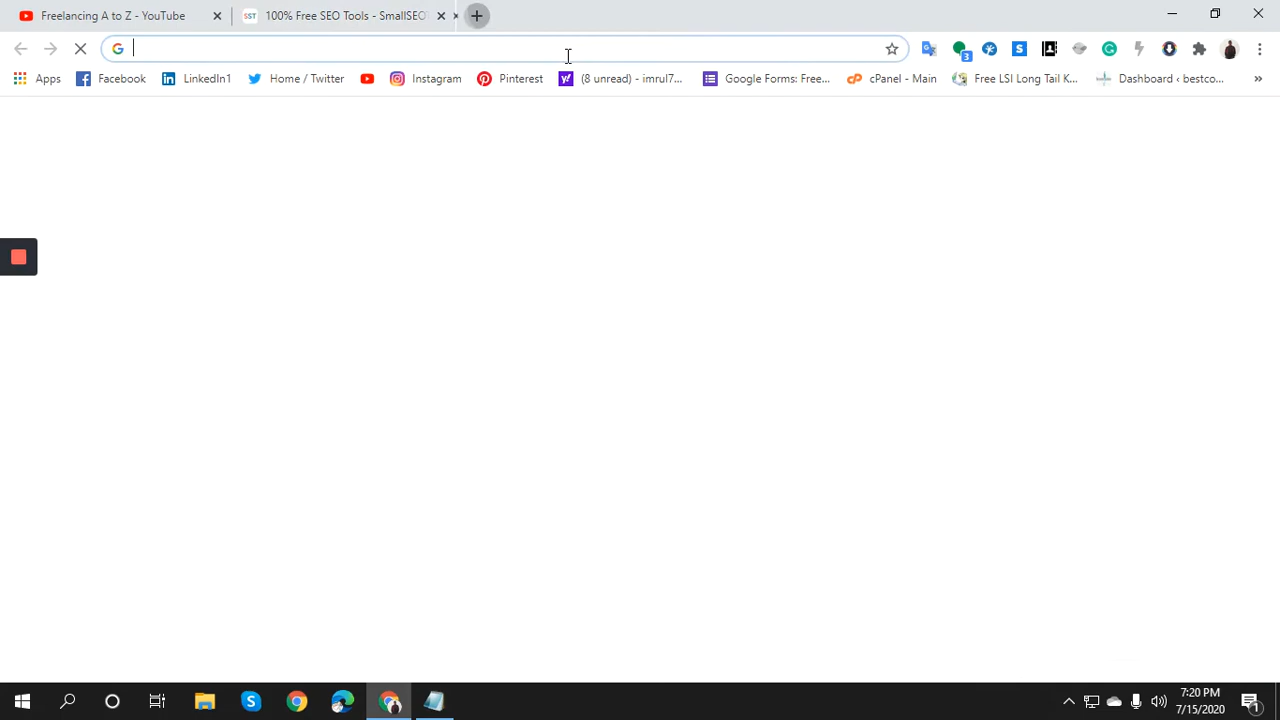 Freelancing A to Z - YouTube
SST 100% Free SEO Tools - SmallSEO
Apps Facebook LinkedIn1 Home / Twitter Instagram Pinterest (8 unread) - imrul7... Google Forms: Free... cPanel - Main Free LSI Long Tail K... Dashboard ‹ bestco... »
7:20 PM
7/15/2020